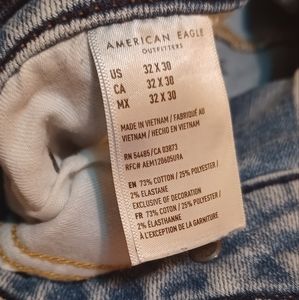 AMERICAN EAGLE
OUTFITTERS
US 32 X 30
CA 32 X 30
MX 32 X 30
MADE IN VIETNAM / FABRIQUÉ AU
VIETNAM / HECHO EN VIETNAM
RN 54485/CA 03873
RFC# AEM120605U9A
EN 73% COTTON / 25% POLYESTER /
2% ELASTANE
EXCLUSIVE OF DECORATION
FR 73% COTON / 25% POLYESTER /
2% ÉLASTHANNE
À L'EXCEPTION DE LA GARNITURE